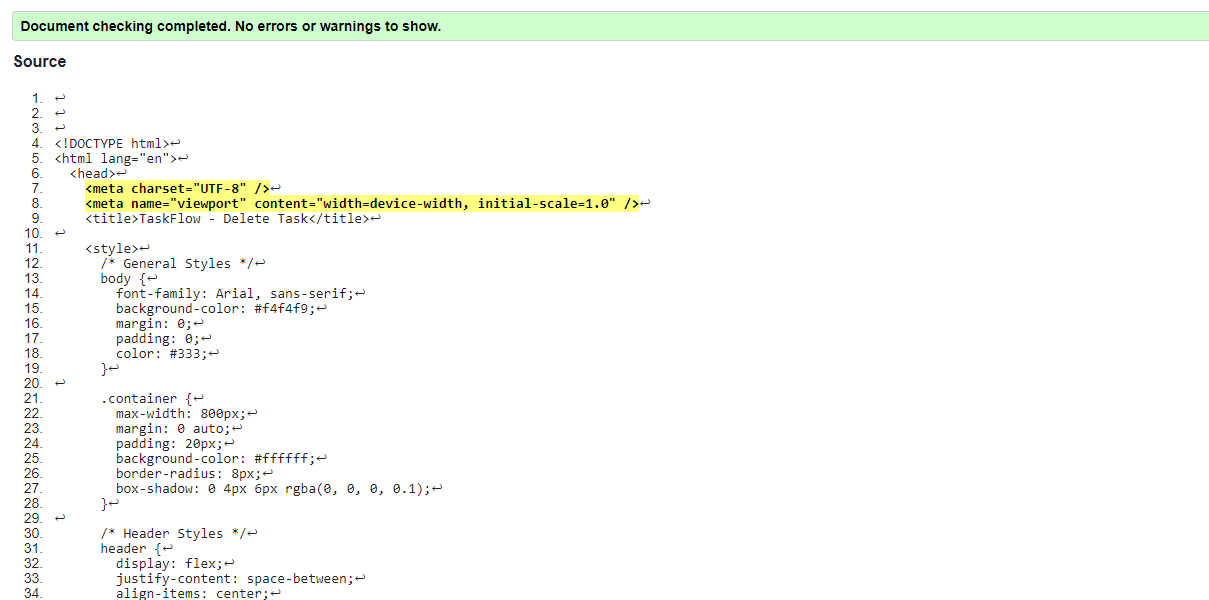 Document checking completed. No errors or warnings to show.
Source
1. ↩
2. ↩
3. ↩
4. <!DOCTYPE html>↩
5. <html lang="en">↩
6.   <head>↩
7.     <meta charset="UTF-8" />↩
8.     <meta name="viewport" content="width=device-width, initial-scale=1.0" />↩
9.     <title>TaskFlow - Delete Task</title>↩
10. ↩
11.     <style>↩
12.       /* General Styles */↩
13.       body {↩
14.         font-family: Arial, sans-serif;↩
15.         background-color: #f4f4f9;↩
16.         margin: 0;↩
17.         padding: 0;↩
18.         color: #333;↩
19.       }↩
20. ↩
21.       .container {↩
22.         max-width: 800px;↩
23.         margin: 0 auto;↩
24.         padding: 20px;↩
25.         background-color: #ffffff;↩
26.         border-radius: 8px;↩
27.         box-shadow: 0 4px 6px rgba(0, 0, 0, 0.1);↩
28.       }↩
29. ↩
30.       /* Header Styles */↩
31.       header {↩
32.         display: flex;↩
33.         justify-content: space-between;↩
34.         align-items: center;↩